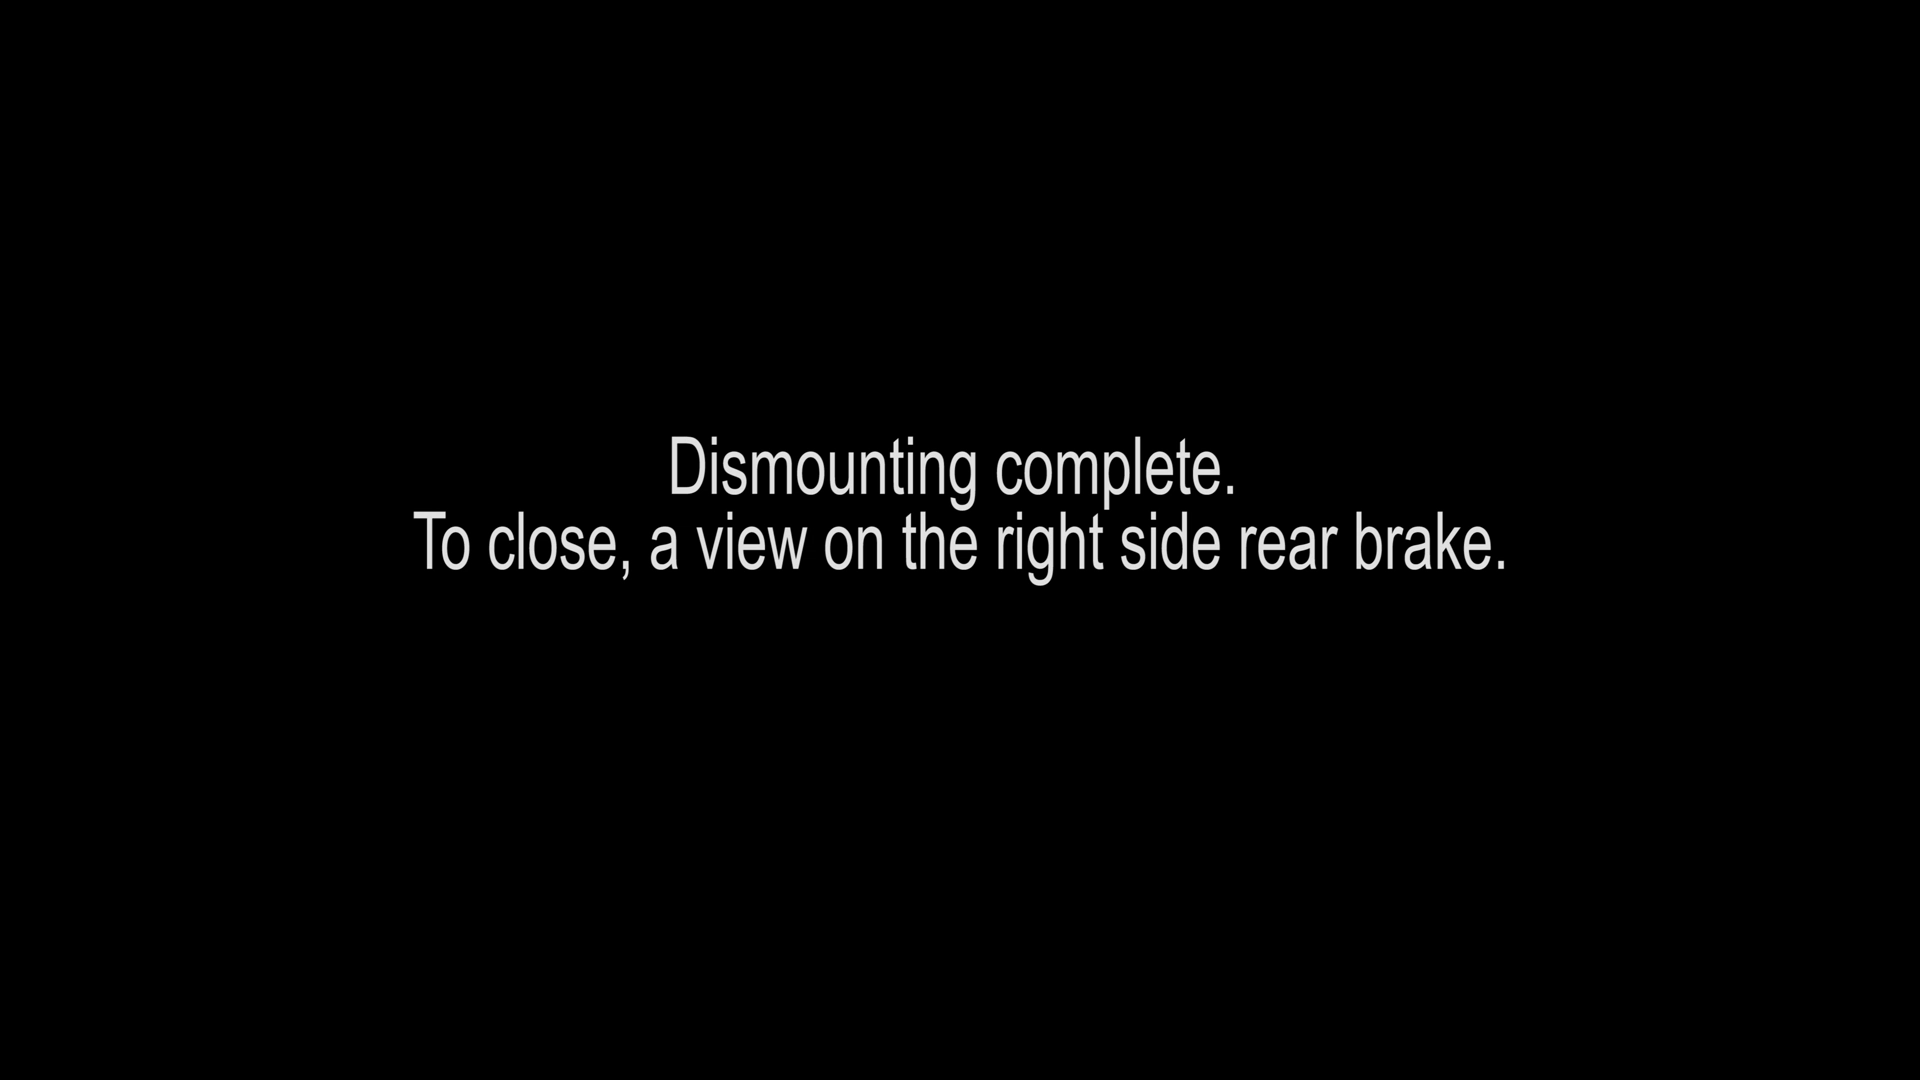 Dismounting complete.
To close, a view on the right side rear brake.